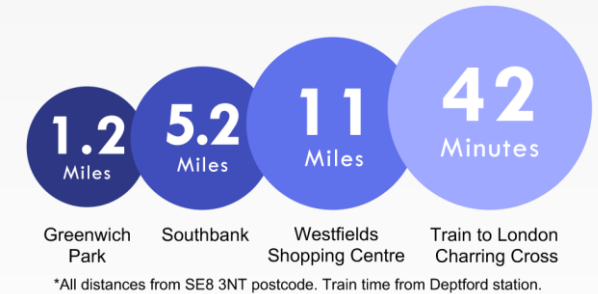 1.2
Miles
5.2
Miles
11
Miles
42
Minutes
Greenwich
Park
Southbank
Westfields
Shopping Centre
Train to London
Charring Cross
*All distances from SE8 3NT postcode. Train time from Deptford station.